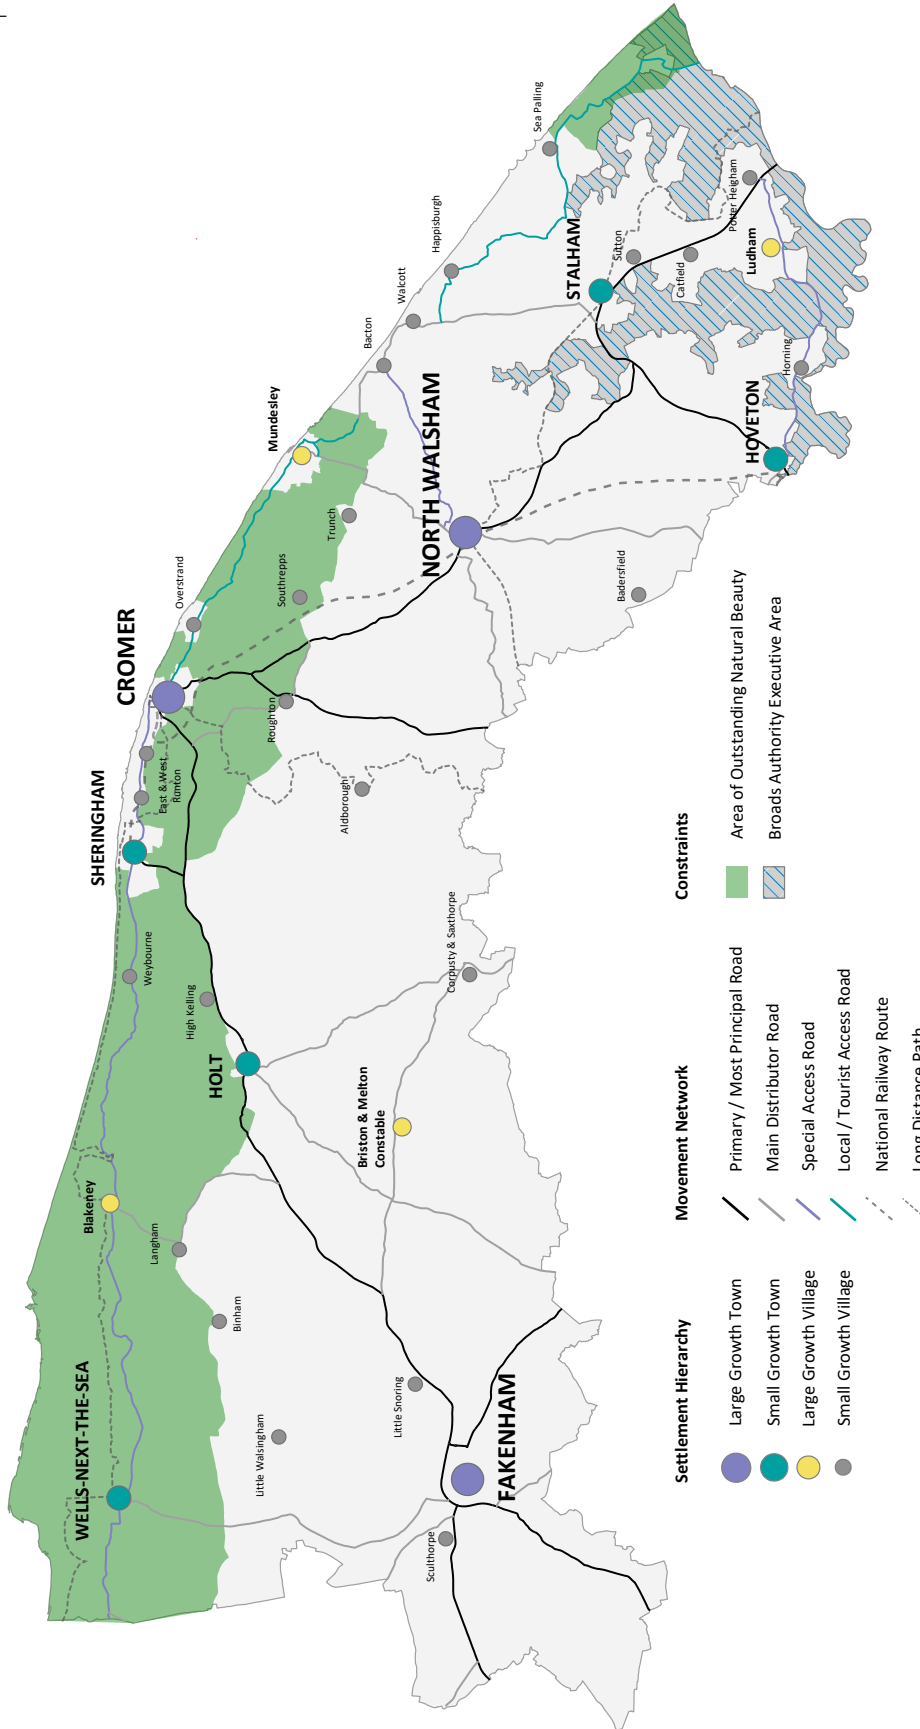 WELLS-NEXT-THE-SEA
Blakeney
Langham
Binham
Little Walsingham
Little Snoring
Sculthorpe
FAKENHAM
Weybourne
High Kelling
HOLT
Briston & Melton
Constable
Corpusty & Saxthorpe
SHERINGHAM
East & West
Runton
CROMER
Overstrand
Roughton
Aldborough
Southrepps
Trunch
Mundesley
NORTH WALSHAM
Bacton
Walcott
Happisburgh
Sea Palling
STALHAM
Sutton
Catfield
Ludham
Potter Heigham
Horning
HOVETON
Badersfield
Settlement Hierarchy
Large Growth Town
Small Growth Town
Large Growth Village
Small Growth Village
Movement Network
Primary / Most Principal Road
Main Distributor Road
Special Access Road
Local / Tourist Access Road
National Railway Route
Long Distance Path
Constraints
Area of Outstanding Natural Beauty
Broads Authority Executive Area